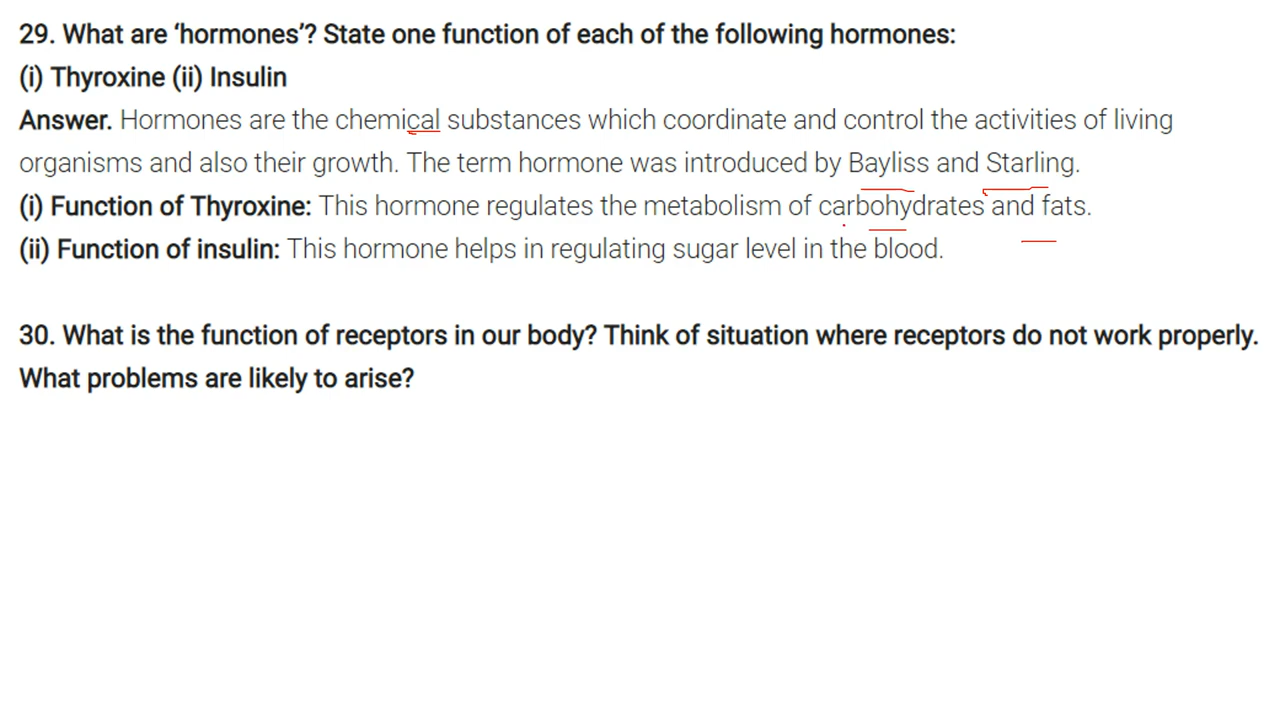 29. What are ‘hormones’? State one function of each of the following hormones:
(i) Thyroxine (ii) Insulin
Answer. Hormones are the chemical substances which coordinate and control the activities of living
organisms and also their growth. The term hormone was introduced by Bayliss and Starling.
(i) Function of Thyroxine: This hormone regulates the metabolism of carbohydrates and fats.
(ii) Function of insulin: This hormone helps in regulating sugar level in the blood.
30. What is the function of receptors in our body? Think of situation where receptors do not work properly.
What problems are likely to arise?